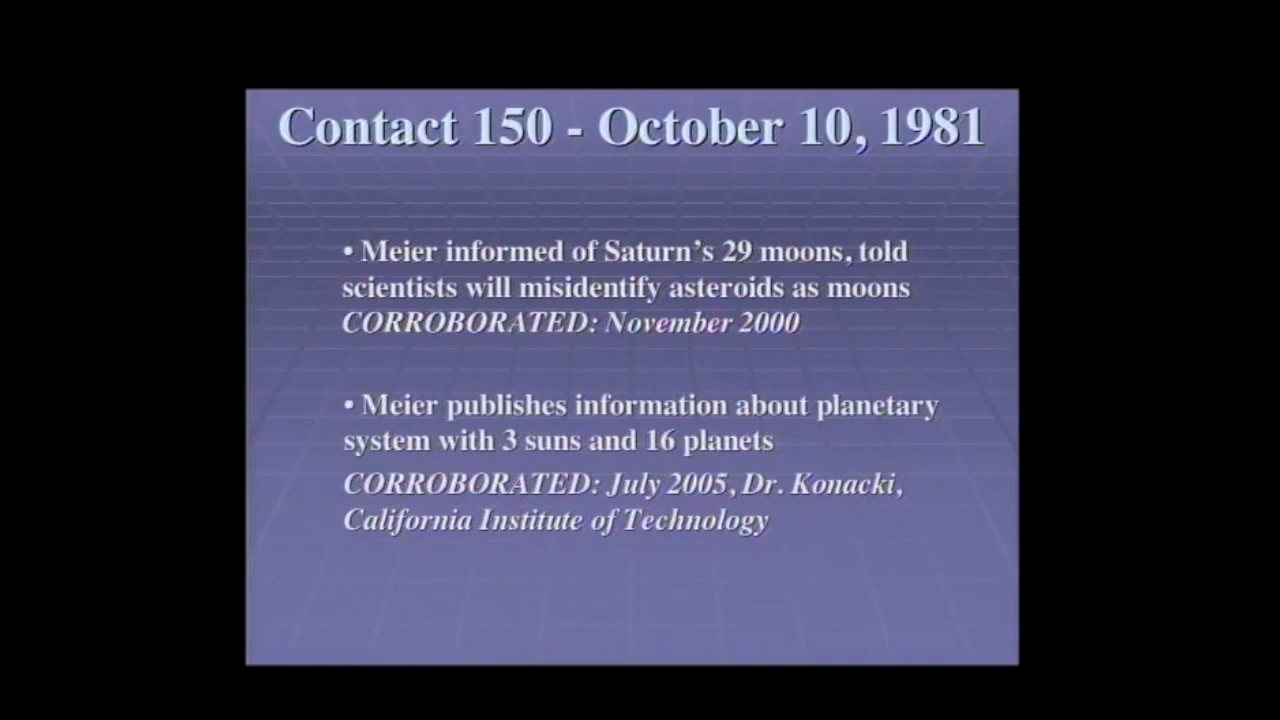 Contact 150 - October 10, 1981
• Meier informed of Saturn's 29 moons, told
scientists will misidentify asteroids as moons
CORROBORATED: November 2000
• Meier publishes information about planetary
system with 3 suns and 16 planets
CORROBORATED: July 2005, Dr. Konacki,
California Institute of Technology